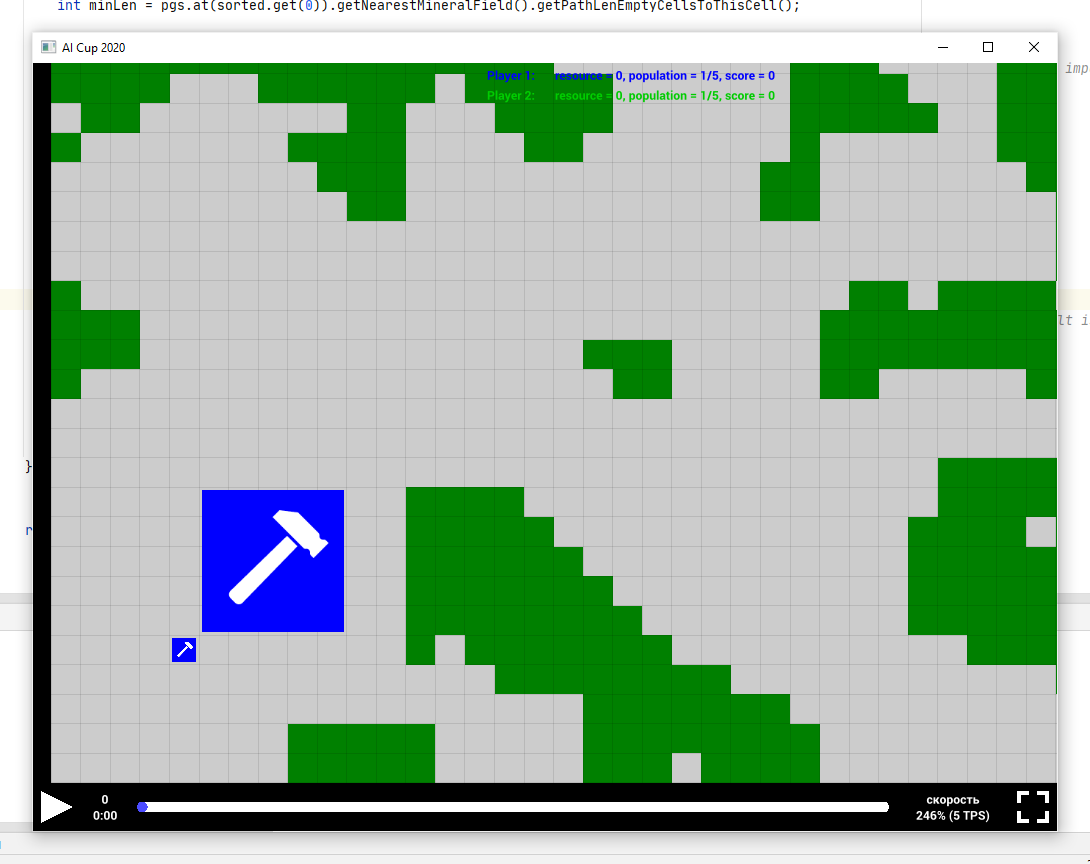 int minLen = pgs.at(sorted.get(0)).getNearestMineralField().getPathLenEmptyCellsToThisCell();
AI Cup 2020
imp
Player 1: resource = 0, population = 1/5, score = 0
Player 2: resource = 0, population = 1/5, score = 0
lt i
}
r
0
0:00
скорость
246% (5 TPS)